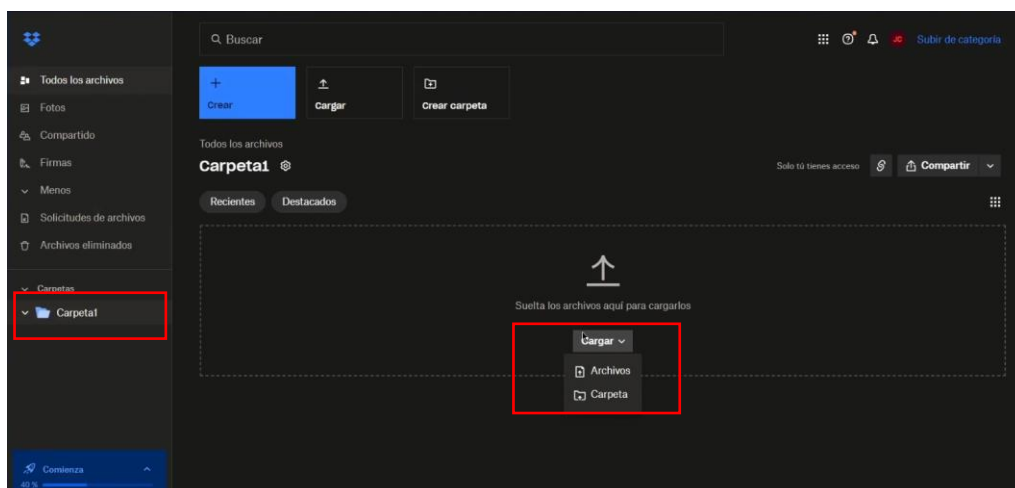 Buscar
Subir de categoría
Todos los archivos
Fotos
Compartido
Firmas
Menos
Solicitudes de archivos
Archivos eliminados
Carpetas
Carpeta1
Comienza
40 %
Crear
Cargar
Crear carpeta
Todos los archivos
Carpeta1
Solo tú tienes acceso
Compartir
Recientes
Destacados
Suelta los archivos aquí para cargarlos
Cargar
Archivos
Carpeta